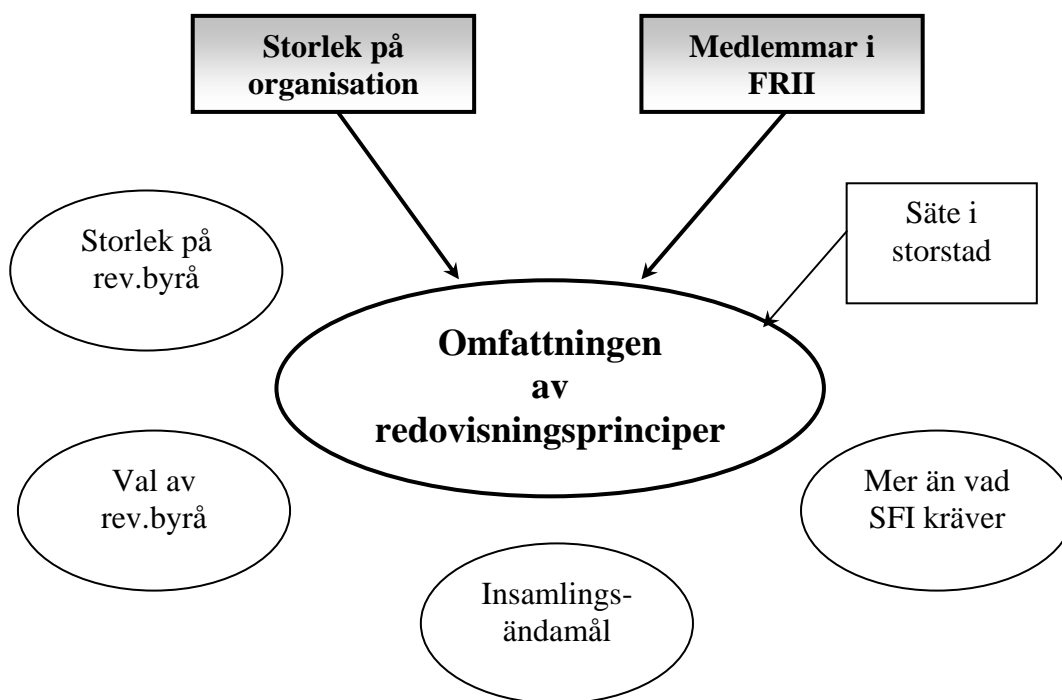 Storlek på
organisation
Medlemmar i
FRII
Storlek på
rev.byrå
Säte i
storstad
Omfattningen
av
redovisningsprinciper
Val av
rev.byrå
Mer än vad
SFI kräver
Insamlings-
ändamål